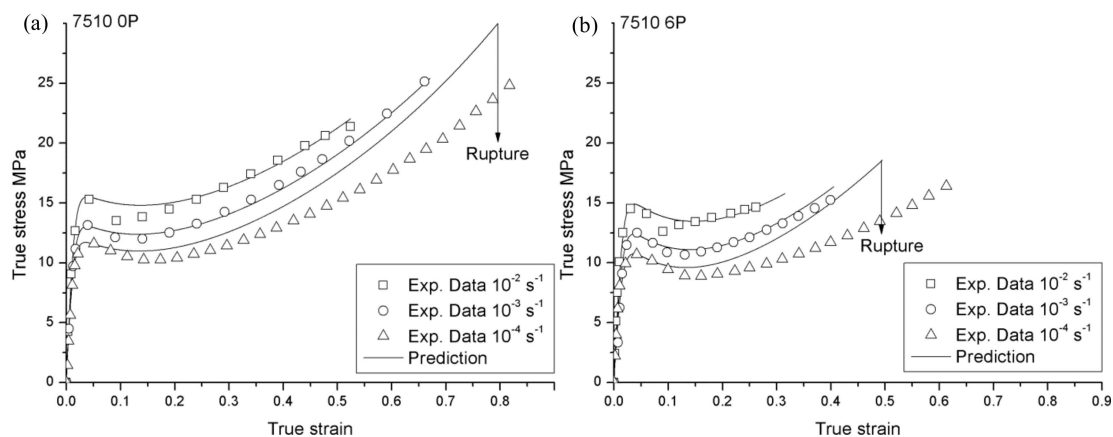 (a)
7510 0P
True stress MPa
30
25
20
15
10
5
0
0.0 0.1 0.2 0.3 0.4 0.5 0.6 0.7 0.8 0.9
True strain
Rupture
Exp. Data 10⁻² s⁻¹
Exp. Data 10⁻³ s⁻¹
Exp. Data 10⁻⁴ s⁻¹
Prediction
(b)
7510 6P
True stress MPa
30
25
20
15
10
5
0
0.0 0.1 0.2 0.3 0.4 0.5 0.6 0.7 0.8 0.9
True strain
Rupture
Exp. Data 10⁻² s⁻¹
Exp. Data 10⁻³ s⁻¹
Exp. Data 10⁻⁴ s⁻¹
Prediction